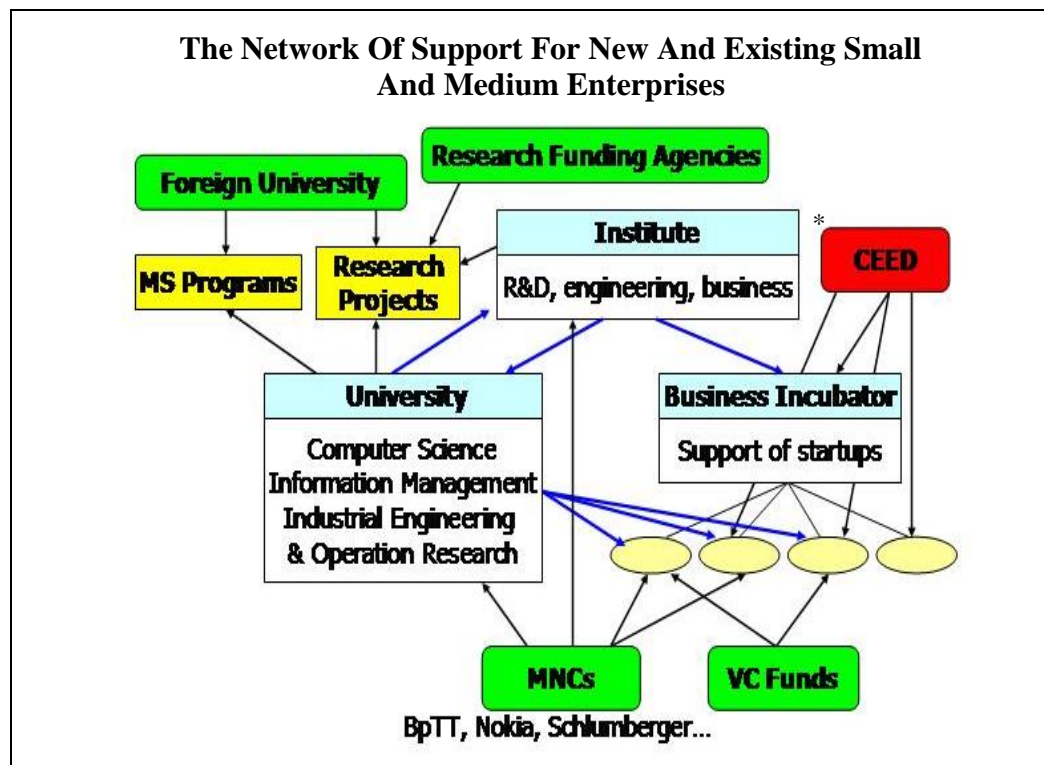 The Network Of Support For New And Existing Small
And Medium Enterprises
Research Funding Agencies
Foreign University
*
Institute
CEED
MS Programs
Research
Projects
R&D, engineering, business
University
Business Incubator
Computer Science
Information Management
Industrial Engineering
& Operation Research
Support of startups
MNCs
VC Funds
BpTT, Nokia, Schlumberger...